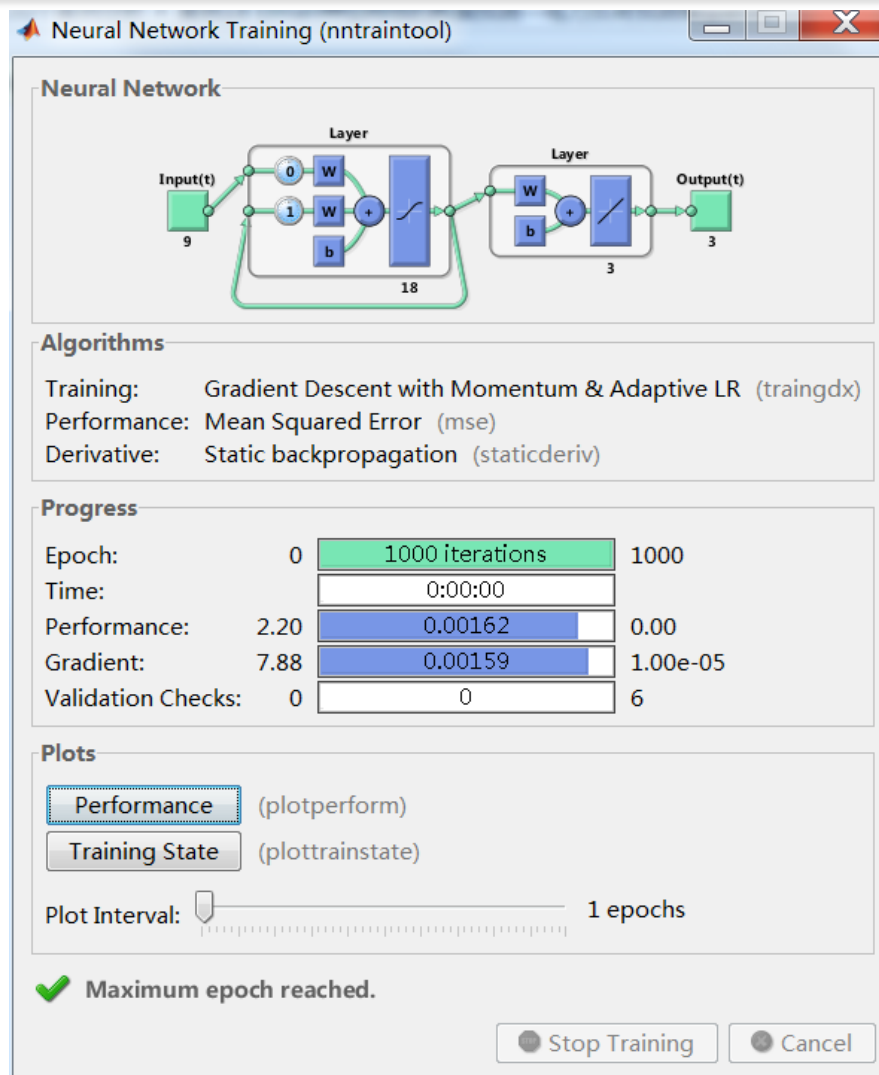 Neural Network Training (nntraintool)
Neural Network
Layer
Layer
Input(t)
Output(t)
0 W
W
1 W
b
b
+
+
9
3
3
18
Algorithms
Training: Gradient Descent with Momentum & Adaptive LR (traingdx)
Performance: Mean Squared Error (mse)
Derivative: Static backpropagation (staticderiv)
Progress
Epoch: 0 1000 iterations 1000
Time: 0:00:00
Performance: 2.20 0.00162 0.00
Gradient: 7.88 0.00159 1.00e-05
Validation Checks: 0 0 6
Plots
Performance (plotperform)
Training State (plottrainstate)
Plot Interval: 1 epochs
Maximum epoch reached.
Stop Training Cancel